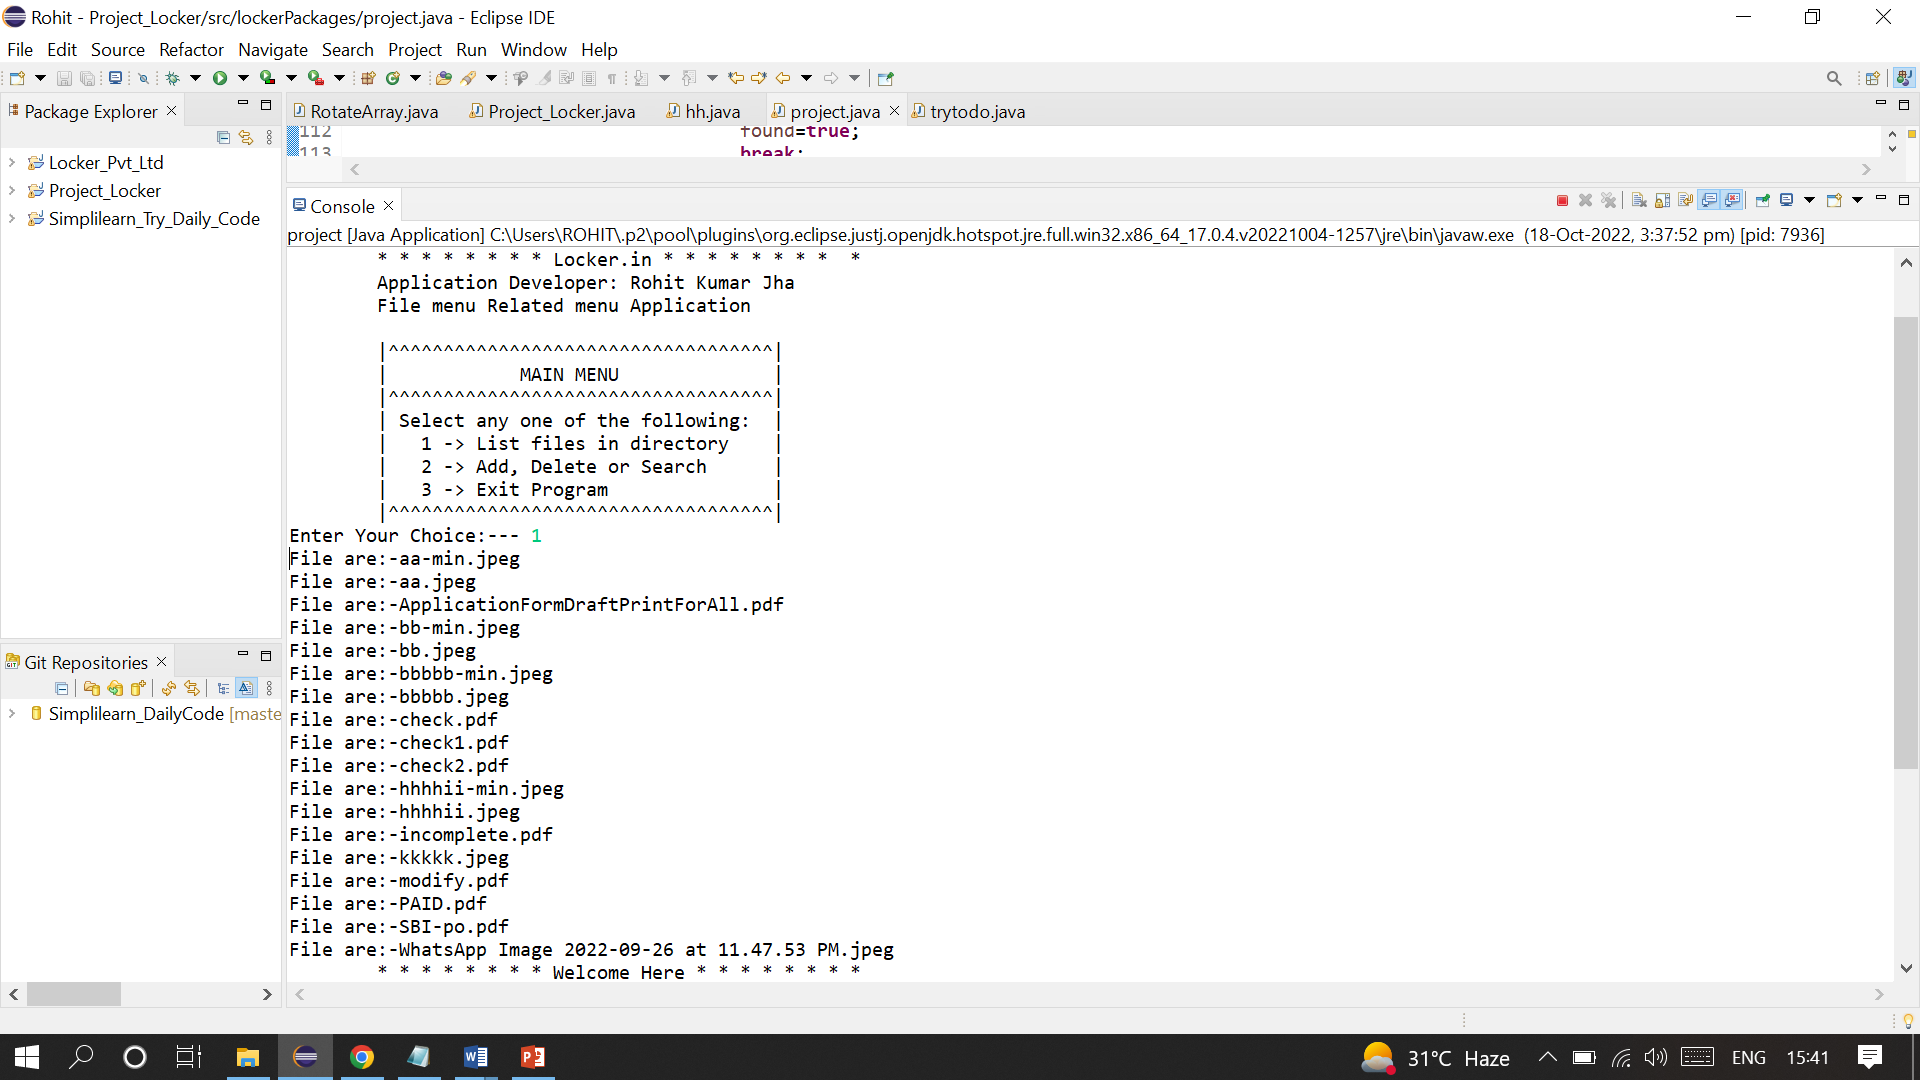 Rohit - Project_Locker/src/lockerPackages/project.java - Eclipse IDE
File Edit Source Refactor Navigate Search Project Run Window Help
Package Explorer
Locker_Pvt_Ltd
Project_Locker
Simplilearn_Try_Daily_Code
Git Repositories
Simplilearn_DailyCode [maste
RotateArray.java Project_Locker.java hh.java project.java trytodo.java
112 found=true;
113 break;
Console
project [Java Application] C:\Users\ROHIT\.p2\pool\plugins\org.eclipse.justj.openjdk.hotspot.jre.full.win32.x86_64_17.0.4.v20221004-1257\jre\bin\javaw.exe (18-Oct-2022, 3:37:52 pm) [pid: 7936]
* * * * * * * * Locker.in * * * * * * * * *
Application Developer: Rohit Kumar Jha
File menu Related menu Application
|^^^^^^^^^^^^^^^^^^^^^^^^^^^^^^^^^^^|
| MAIN MENU |
|^^^^^^^^^^^^^^^^^^^^^^^^^^^^^^^^^^^|
| Select any one of the following: |
| 1 -> List files in directory |
| 2 -> Add, Delete or Search |
| 3 -> Exit Program |
|^^^^^^^^^^^^^^^^^^^^^^^^^^^^^^^^^^^|
Enter Your Choice:--- 1
File are:-aa-min.jpeg
File are:-aa.jpeg
File are:-ApplicationFormDraftPrintForAll.pdf
File are:-bb-min.jpeg
File are:-bb.jpeg
File are:-bbbbb-min.jpeg
File are:-bbbbb.jpeg
File are:-check.pdf
File are:-check1.pdf
File are:-check2.pdf
File are:-hhhhii-min.jpeg
File are:-hhhhii.jpeg
File are:-incomplete.pdf
File are:-kkkkk.jpeg
File are:-modify.pdf
File are:-PAID.pdf
File are:-SBI-po.pdf
File are:-WhatsApp Image 2022-09-26 at 11.47.53 PM.jpeg
* * * * * * * * Welcome Here * * * * * * * *
31°C Haze ENG 15:41